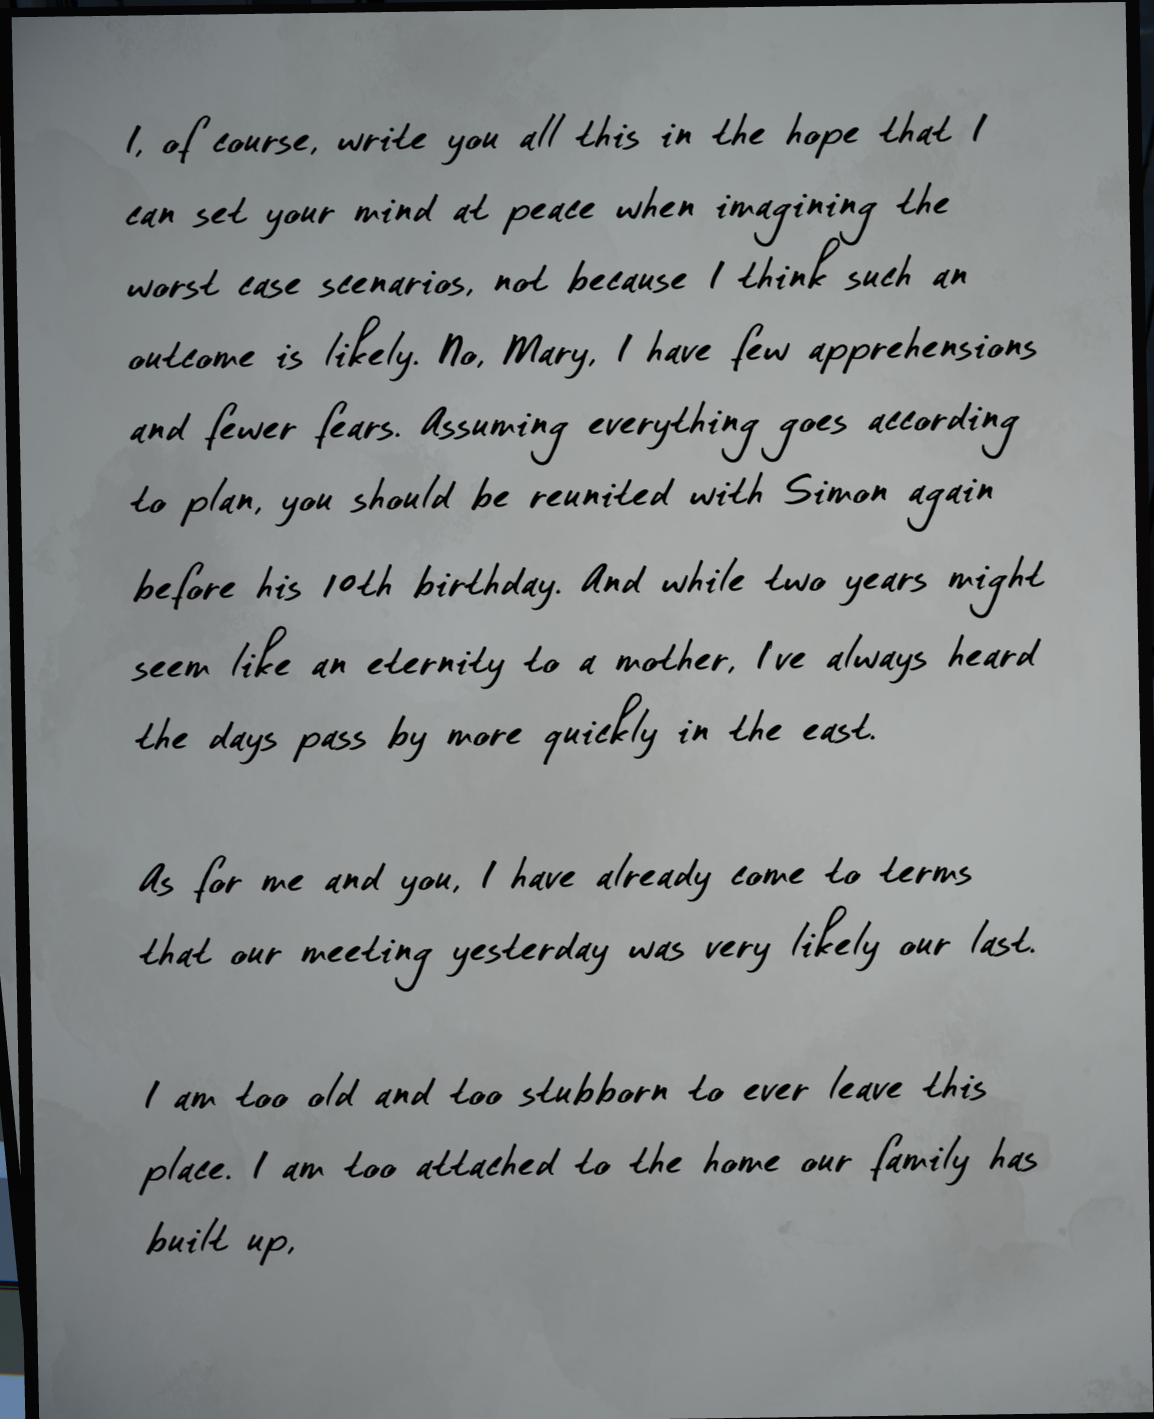 I, of course, write you all this in the hope that I
can set your mind at peace when imagining the
worst case scenarios, not because I think such an
outcome is likely. No, Mary, I have few apprehensions
and fewer fears. Assuming everything goes according
to plan, you should be reunited with Simon again
before his 10th birthday. And while two years might
seem like an eternity to a mother, I've always heard
the days pass by more quickly in the east.
As for me and you, I have already come to terms
that our meeting yesterday was very likely our last.
I am too old and too stubborn to ever leave this
place. I am too attached to the home our family has
built up,